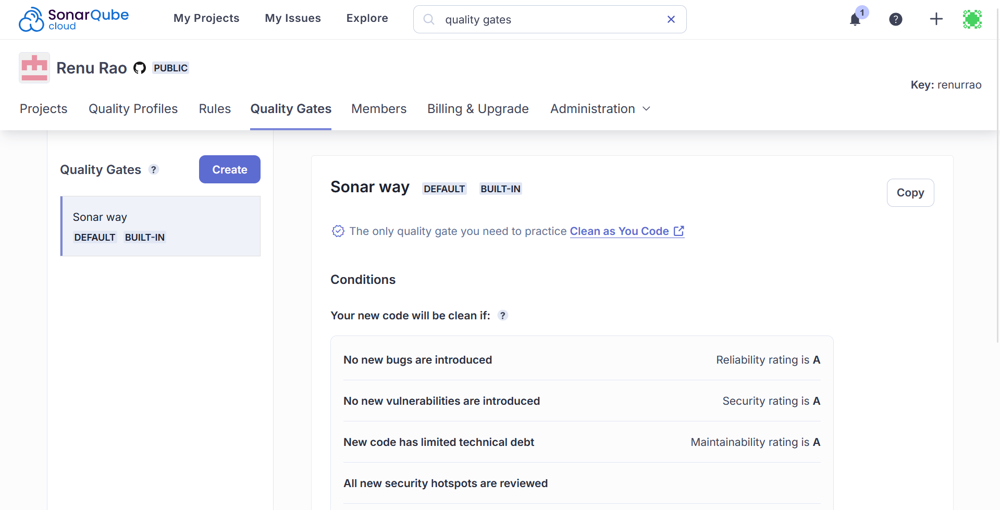 SonarQube
cloud
My Projects
My Issues
Explore
quality gates
1
?
Renu Rao
PUBLIC
Key: renurrao
Projects
Quality Profiles
Rules
Quality Gates
Members
Billing & Upgrade
Administration
Quality Gates ?
Create
Sonar way
DEFAULT BUILT-IN
Sonar way DEFAULT BUILT-IN
Copy
The only quality gate you need to practice Clean as You Code
Conditions
Your new code will be clean if: ?
No new bugs are introduced
Reliability rating is A
No new vulnerabilities are introduced
Security rating is A
New code has limited technical debt
Maintainability rating is A
All new security hotspots are reviewed